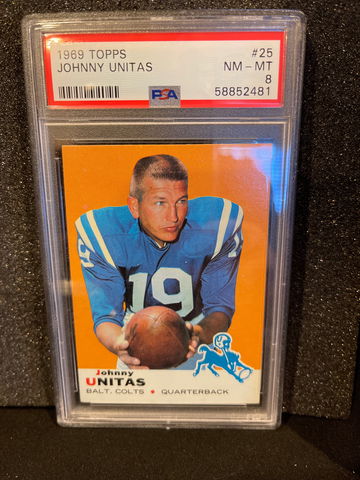 1969 TOPPS #25
JOHNNY UNITAS NM - MT
8
PSA 58852481
19
Johnny
UNITAS
BALT. COLTS • QUARTERBACK